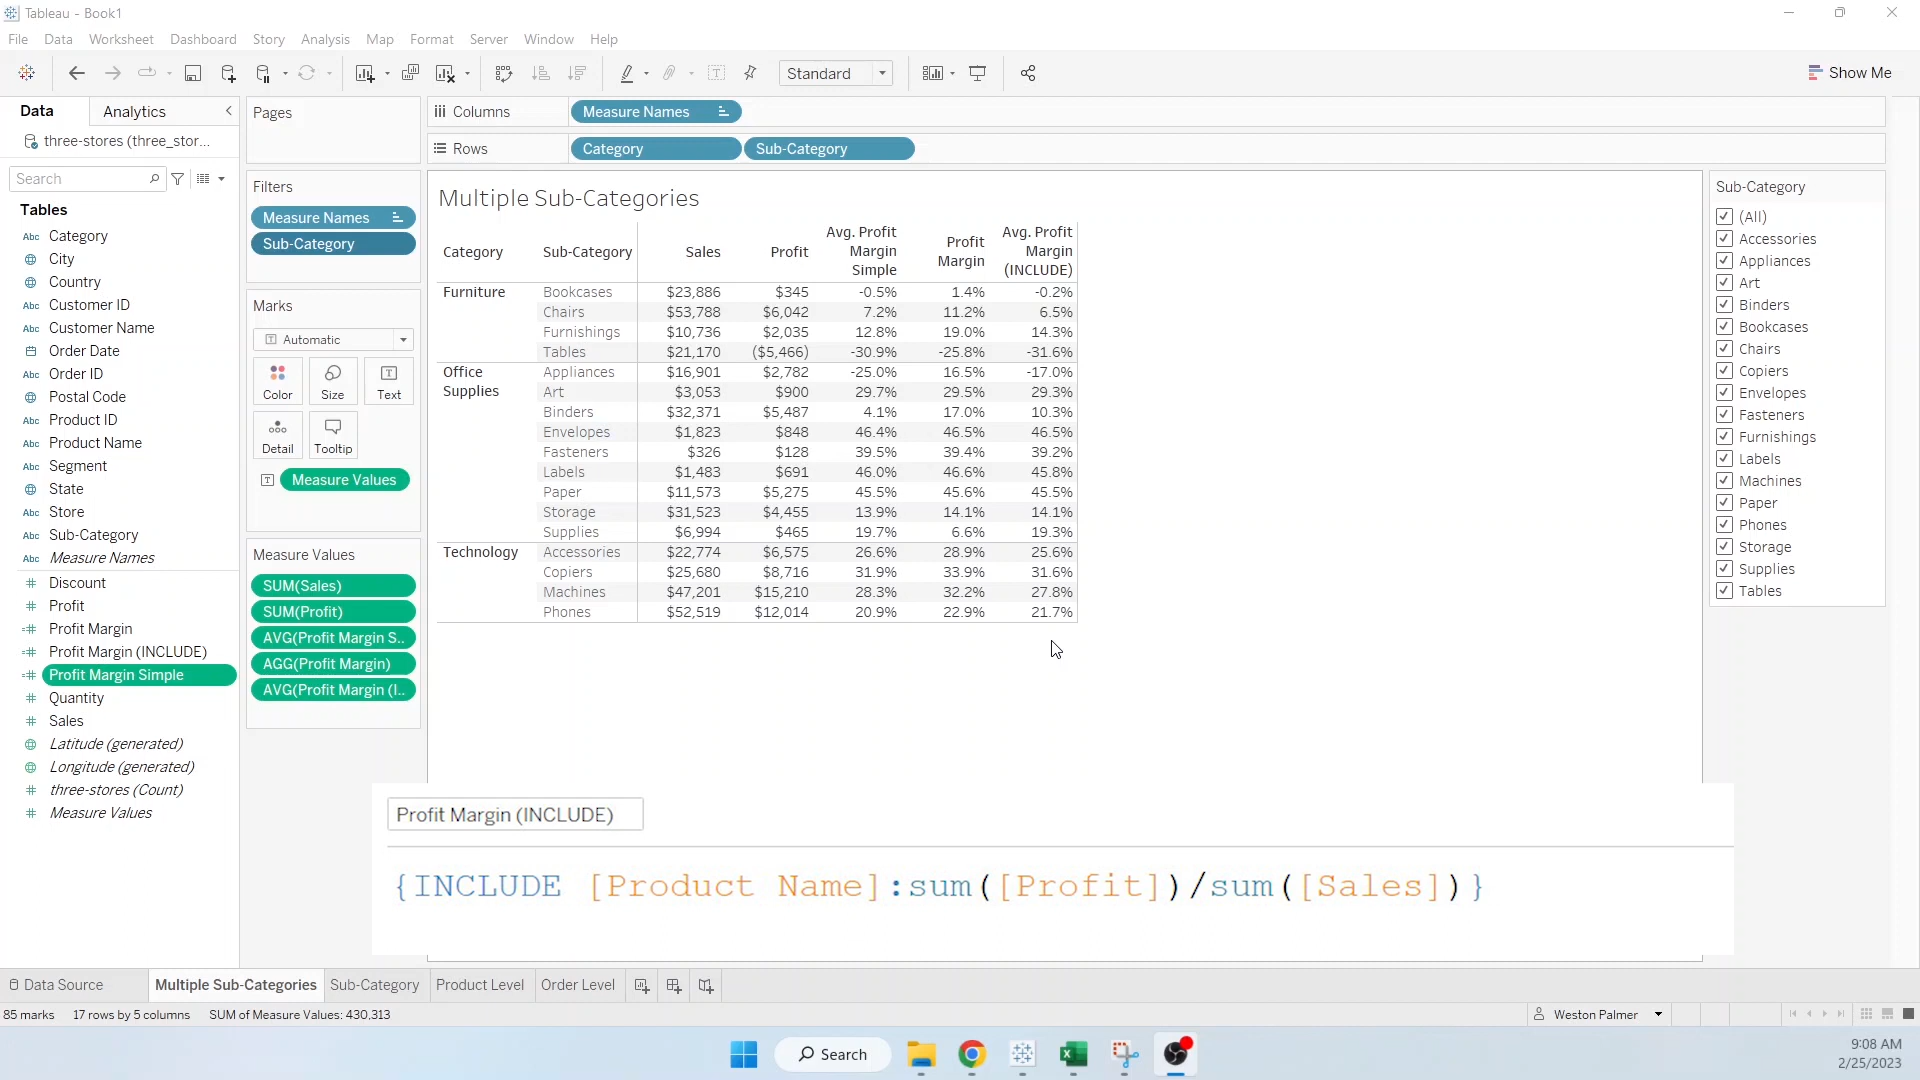 Tableau - Book1
File Data Worksheet Dashboard Story Analysis Map Format Server Window Help
Standard
Show Me
Data
Analytics
three-stores (three_stor...
Search
Tables
Abc Category
City
Country
Abc Customer ID
Abc Customer Name
Order Date
Abc Order ID
Postal Code
Abc Product ID
Abc Product Name
Abc Segment
State
Abc Store
Abc Sub-Category
Abc Measure Names
# Discount
# Profit
=# Profit Margin
=# Profit Margin (INCLUDE)
=# Profit Margin Simple
# Quantity
# Sales
Latitude (generated)
Longitude (generated)
# three-stores (Count)
# Measure Values
Pages
Filters
Measure Names
Sub-Category
Marks
Automatic
Color Size Text
Detail Tooltip
Measure Values
Measure Values
SUM(Sales)
SUM(Profit)
AVG(Profit Margin S..
AGG(Profit Margin)
AVG(Profit Margin (I..
Columns Measure Names
Rows Category Sub-Category
Multiple Sub-Categories
Category Sub-Category Sales Profit Avg. Profit Margin Simple Profit Margin Avg. Profit Margin (INCLUDE)
Furniture Bookcases $23,886 $345 -0.5% 1.4% -0.2%
Chairs $53,788 $6,042 7.2% 11.2% 6.5%
Furnishings $10,736 $2,035 12.8% 19.0% 14.3%
Tables $21,170 ($5,466) -30.9% -25.8% -31.6%
Office Supplies Appliances $16,901 $2,782 -25.0% 16.5% -17.0%
Art $3,053 $900 29.7% 29.5% 29.3%
Binders $32,371 $5,487 4.1% 17.0% 10.3%
Envelopes $1,823 $848 46.4% 46.5% 46.5%
Fasteners $326 $128 39.5% 39.4% 39.2%
Labels $1,483 $691 46.0% 46.6% 45.8%
Paper $11,573 $5,275 45.5% 45.6% 45.5%
Storage $31,523 $4,455 13.9% 14.1% 14.1%
Supplies $6,994 $465 19.7% 6.6% 19.3%
Technology Accessories $22,774 $6,575 26.6% 28.9% 25.6%
Copiers $25,680 $8,716 31.9% 33.9% 31.6%
Machines $47,201 $15,210 28.3% 32.2% 27.8%
Phones $52,519 $12,014 20.9% 22.9% 21.7%
Sub-Category
(All)
Accessories
Appliances
Art
Binders
Bookcases
Chairs
Copiers
Envelopes
Fasteners
Furnishings
Labels
Machines
Paper
Phones
Storage
Supplies
Tables
Profit Margin (INCLUDE)
{INCLUDE [Product Name]:sum([Profit])/sum([Sales])}
Data Source Multiple Sub-Categories Sub-Category Product Level Order Level
85 marks 17 rows by 5 columns SUM of Measure Values: 430,313
Weston Palmer
Search
9:08 AM
2/25/2023